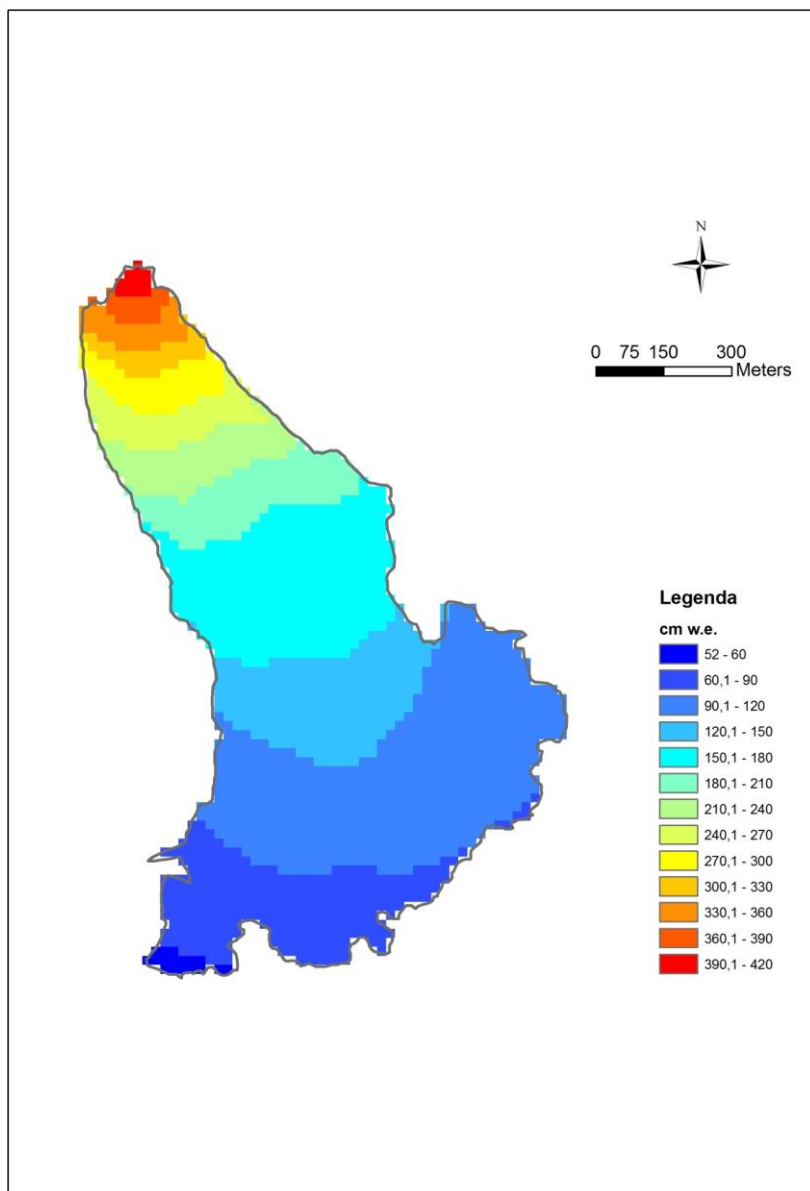 N
0 75 150 300
Meters
Legenda
cm w.e.
52 - 60
60,1 - 90
90,1 - 120
120,1 - 150
150,1 - 180
180,1 - 210
210,1 - 240
240,1 - 270
270,1 - 300
300,1 - 330
330,1 - 360
360,1 - 390
390,1 - 420